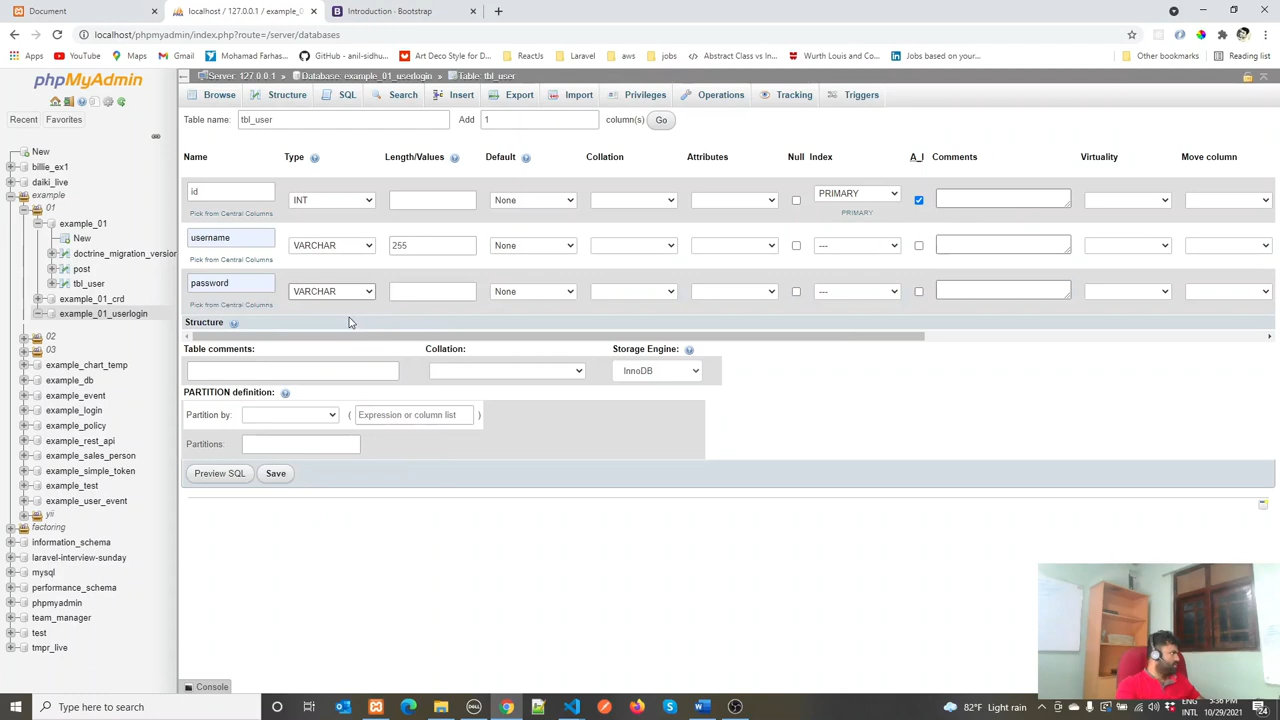 Document
localhost / 127.0.0.1 / example_0
Introduction · Bootstrap
localhost/phpmyadmin/index.php?route=/server/databases
Apps
YouTube
Maps
Gmail
Mohamad Farhas...
GitHub - anil-sidhu...
Art Deco Style for D...
ReactJs
Laravel
aws
jobs
Abstract Class vs In...
Wurth Louis and Co...
Jobs based on your...
Other bookmarks
Reading list
phpMyAdmin
Recent
Favorites
New
billie_ex1
daiki_live
example
01
example_01
New
doctrine_migration_version
post
tbl_user
example_01_crd
example_01_userlogin
02
03
example_chart_temp
example_db
example_event
example_login
example_policy
example_rest_api
example_sales_person
example_simple_token
example_test
example_user_event
yii
factoring
information_schema
laravel-interview-sunday
mysql
performance_schema
phpmyadmin
team_manager
test
tmpr_live
Server: 127.0.0.1 » Database: example_01_userlogin » Table: tbl_user
Browse
Structure
SQL
Search
Insert
Export
Import
Privileges
Operations
Tracking
Triggers
Table name: tbl_user Add 1 column(s) Go
Name Type Length/Values Default Collation Attributes Null Index A_I Comments Virtuality Move column
id INT None PRIMARY
Pick from Central Columns PRIMARY
username VARCHAR 255 None ---
Pick from Central Columns
password VARCHAR None ---
Pick from Central Columns
Structure
Table comments: Collation: Storage Engine:
InnoDB
PARTITION definition:
Partition by: ( Expression or column list )
Partitions:
Preview SQL Save
Console
Type here to search
82°F Light rain
ENG
INTL
5:36 PM
10/29/2021
24